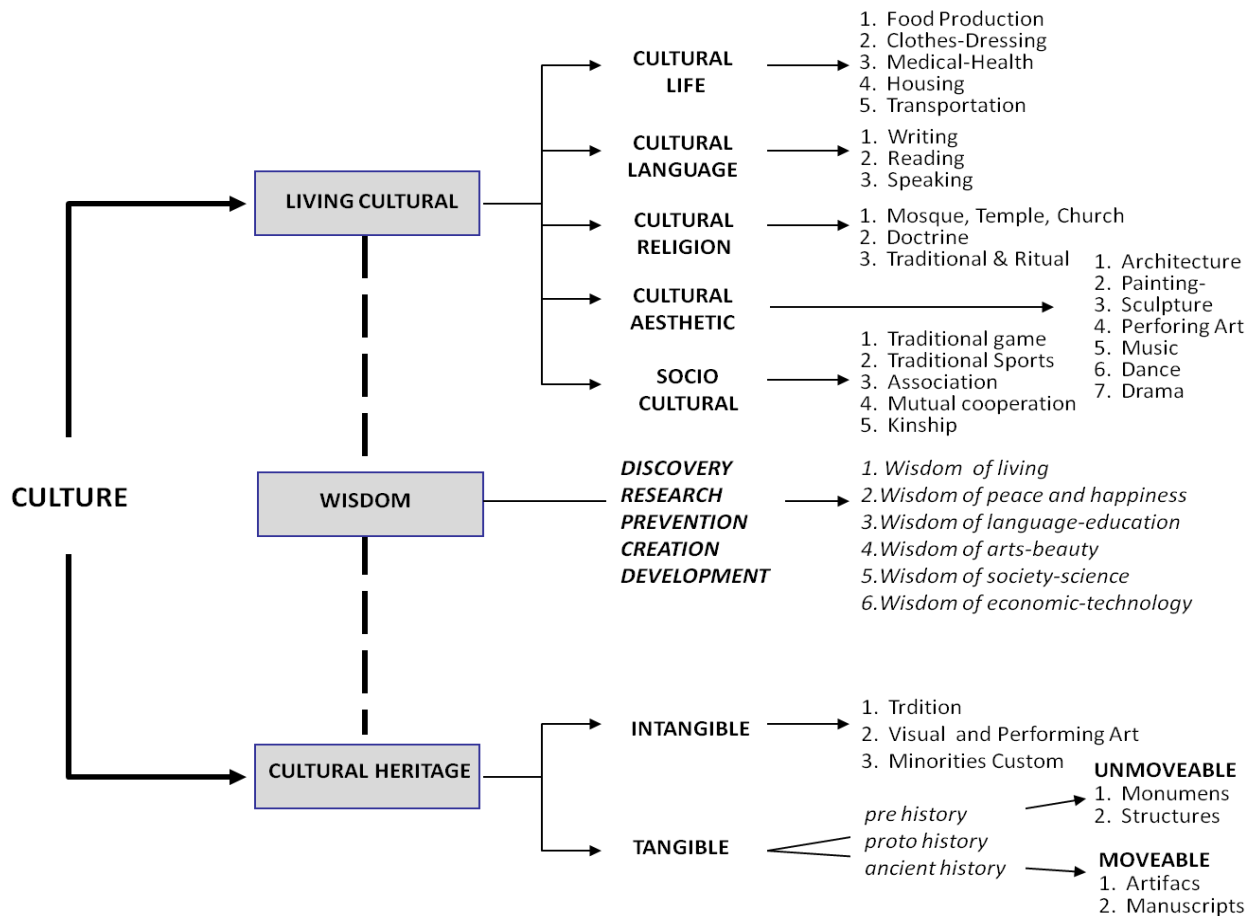 CULTURE
LIVING CULTURAL
CULTURAL
LIFE
1. Food Production
2. Clothes-Dressing
3. Medical-Health
4. Housing
5. Transportation
CULTURAL
LANGUAGE
1. Writing
2. Reading
3. Speaking
CULTURAL
RELIGION
1. Mosque, Temple, Church
2. Doctrine
3. Traditional & Ritual
CULTURAL
AESTHETIC
1. Architecture
2. Painting-
3. Sculpture
4. Perforing Art
5. Music
6. Dance
7. Drama
SOCIO
CULTURAL
1. Traditional game
2. Traditional Sports
3. Association
4. Mutual cooperation
5. Kinship
WISDOM
DISCOVERY
RESEARCH
PREVENTION
CREATION
DEVELOPMENT
1. Wisdom of living
2.Wisdom of peace and happiness
3.Wisdom of language-education
4.Wisdom of arts-beauty
5.Wisdom of society-science
6.Wisdom of economic-technology
CULTURAL HERITAGE
INTANGIBLE
1. Trdition
2. Visual and Performing Art
3. Minorities Custom
TANGIBLE
pre history
proto history
ancient history
UNMOVEABLE
1. Monumens
2. Structures
MOVEABLE
1. Artifacs
2. Manuscripts